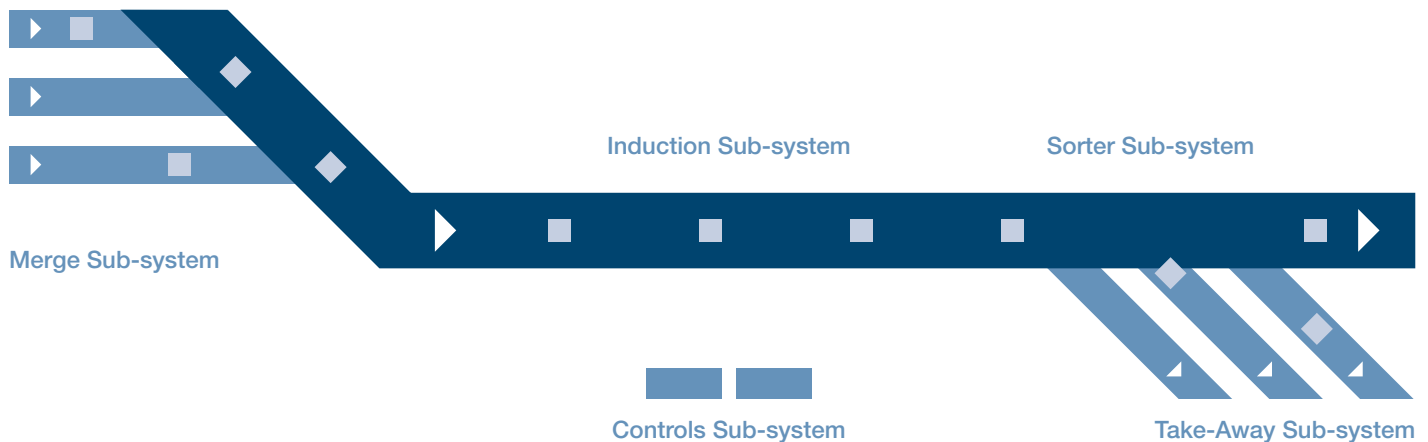 Induction Sub-system
Sorter Sub-system
Merge Sub-system
Controls Sub-system
Take-Away Sub-system